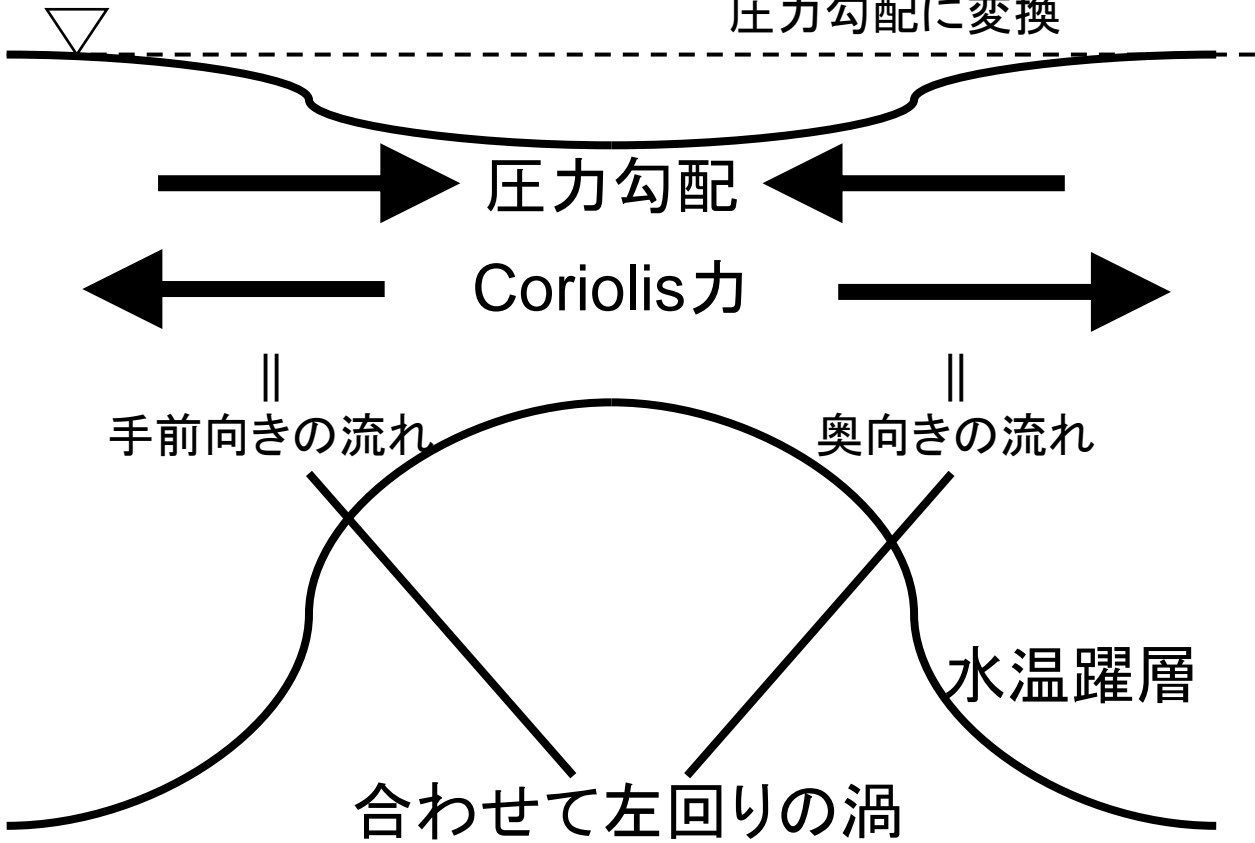 圧力勾配に変換
圧力勾配
Coriolis力
||
||
手前向きの流れ
奥向きの流れ
水温躍層
合わせて左回りの渦